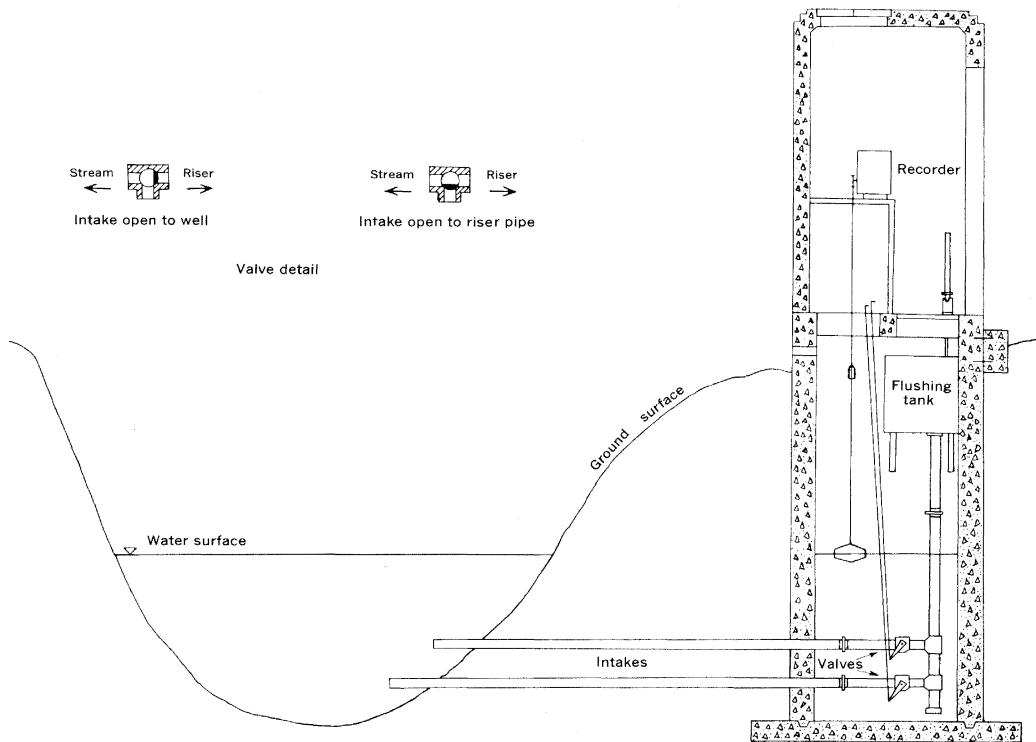 Stream Riser
Intake open to well
Stream Riser
Intake open to riser pipe
Valve detail
Recorder
Flushing
tank
Ground surface
Water surface
Intakes
Valves